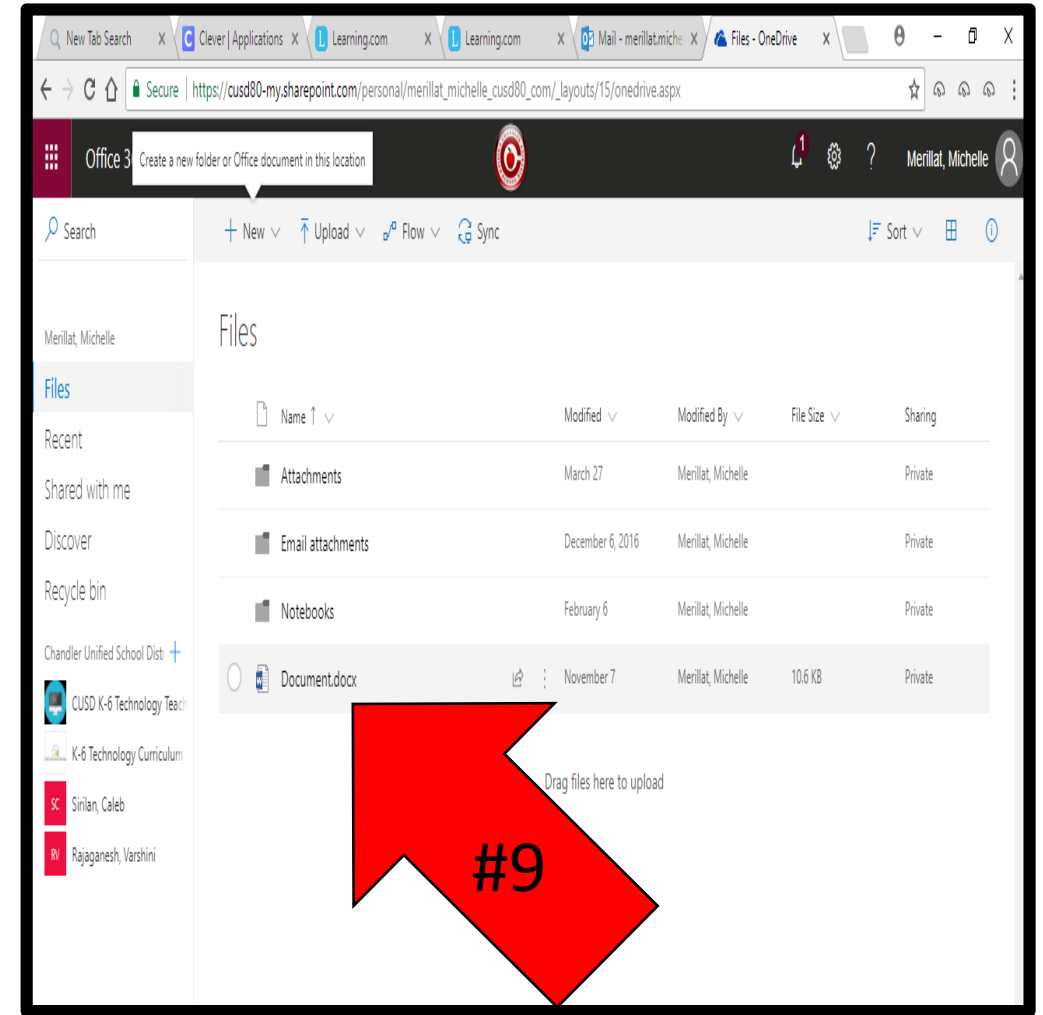 New Tab Search X Clever | Applications X Learning.com X Learning.com X Mail - merillat.miche X Files - OneDrive X
Secure | https://cusd80-my.sharepoint.com/personal/merillat_michelle_cusd80_com/_layouts/15/onedrive.aspx
Office 3 Create a new folder or Office document in this location 1 ? Merillat, Michelle
Search + New Upload Flow Sync Sort
Merillat, Michelle
Files
Files
Name ↑ Modified Modified By File Size Sharing
Recent
Attachments March 27 Merillat, Michelle Private
Shared with me
Discover
Email attachments December 6, 2016 Merillat, Michelle Private
Recycle bin
Notebooks February 6 Merillat, Michelle Private
Chandler Unified School Dist +
Document.docx November 7 Merillat, Michelle 10.6 KB Private
CUSD K-6 Technology Teach
K-6 Technology Curriculum
Drag files here to upload
SC Sirilan, Caleb
RV Rajaganesh, Varshini
#9